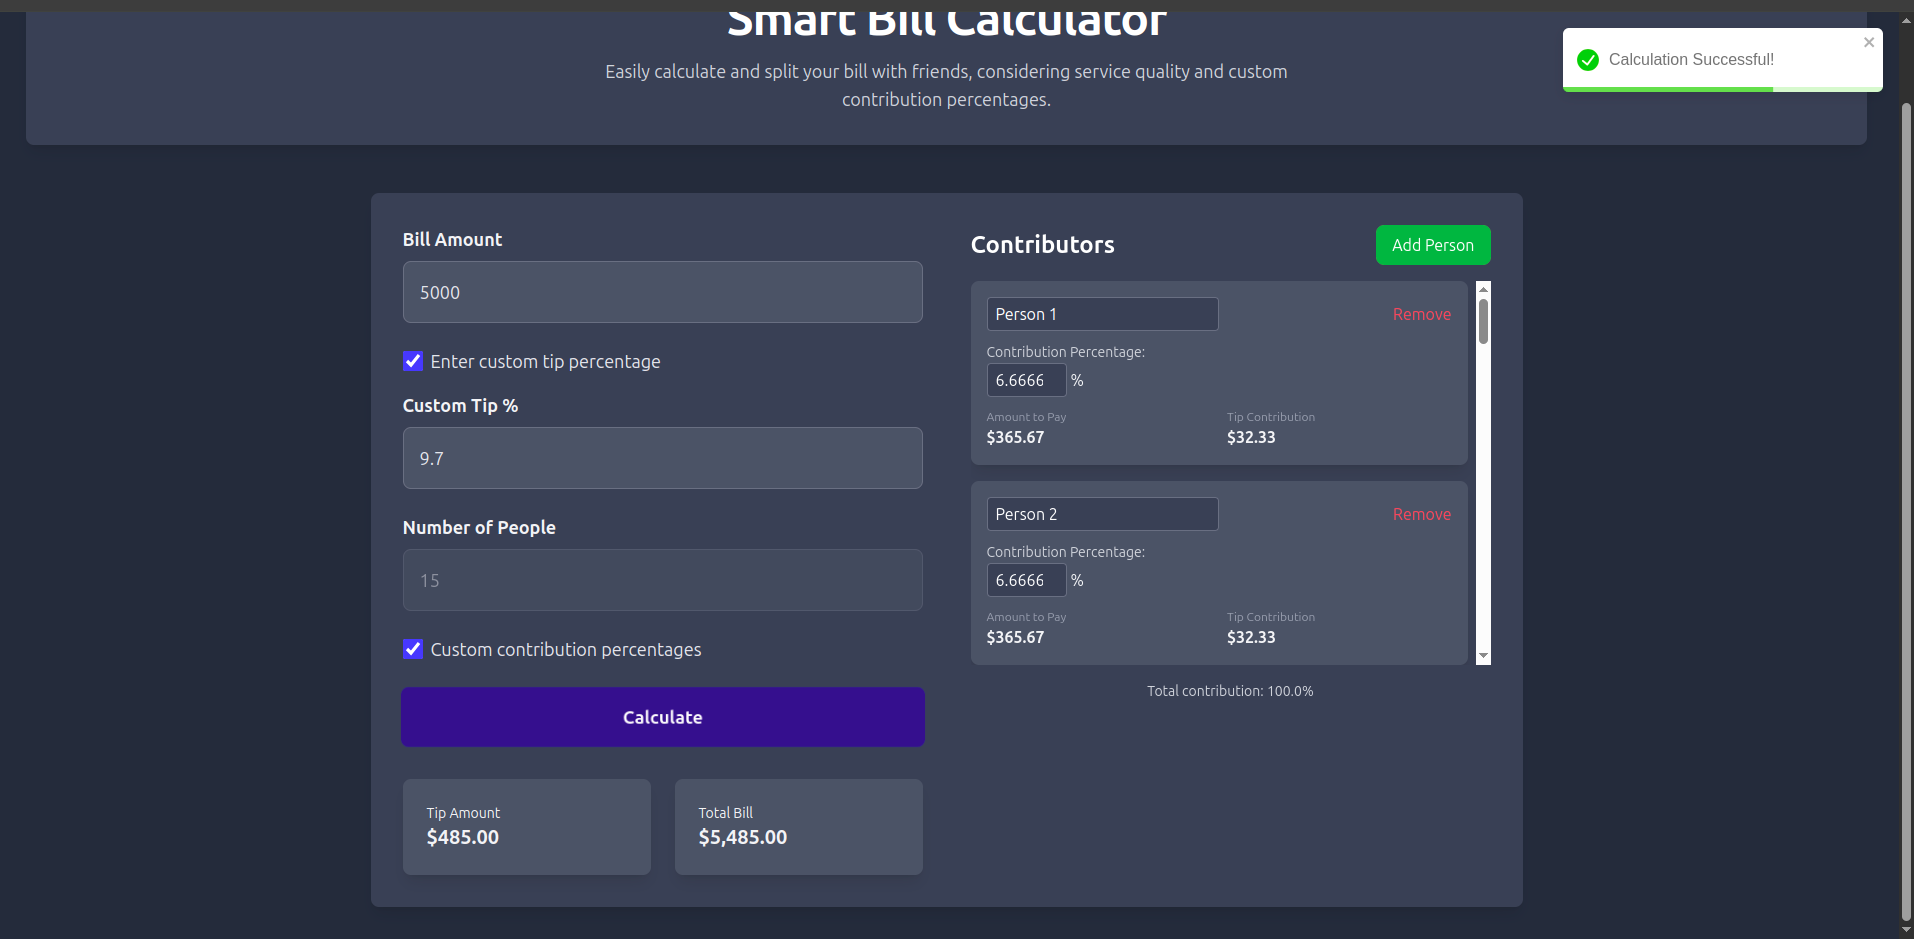 Smart Bill Calculator
Easily calculate and split your bill with friends, considering service quality and custom
contribution percentages.
Calculation Successful!
Bill Amount
5000
Enter custom tip percentage
Custom Tip %
9.7
Number of People
15
Custom contribution percentages
Calculate
Tip Amount
$485.00
Total Bill
$5,485.00
Contributors
Add Person
Person 1
Remove
Contribution Percentage:
6.6666 %
Amount to Pay
Tip Contribution
$365.67
$32.33
Person 2
Remove
Contribution Percentage:
6.6666 %
Amount to Pay
Tip Contribution
$365.67
$32.33
Total contribution: 100.0%